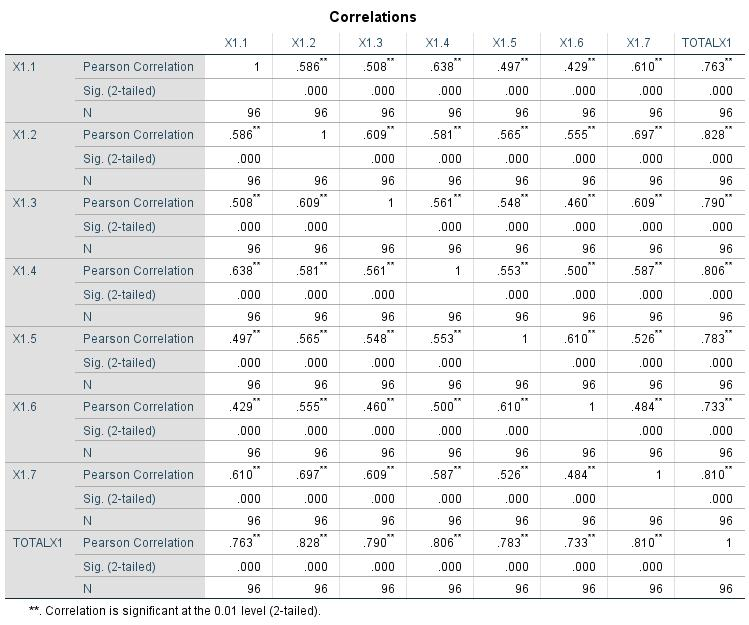 Correlations
X1.1 X1.2 X1.3 X1.4 X1.5 X1.6 X1.7 TOTALX1
X1.1 Pearson Correlation 1 .586** .508** .638** .497** .429** .610** .763**
Sig. (2-tailed) .000 .000 .000 .000 .000 .000 .000
N 96 96 96 96 96 96 96 96
X1.2 Pearson Correlation .586** 1 .609** .581** .565** .555** .697** .828**
Sig. (2-tailed) .000 .000 .000 .000 .000 .000 .000
N 96 96 96 96 96 96 96 96
X1.3 Pearson Correlation .508** .609** 1 .561** .548** .460** .609** .790**
Sig. (2-tailed) .000 .000 .000 .000 .000 .000 .000
N 96 96 96 96 96 96 96 96
X1.4 Pearson Correlation .638** .581** .561** 1 .553** .500** .587** .806**
Sig. (2-tailed) .000 .000 .000 .000 .000 .000 .000
N 96 96 96 96 96 96 96 96
X1.5 Pearson Correlation .497** .565** .548** .553** 1 .610** .526** .783**
Sig. (2-tailed) .000 .000 .000 .000 .000 .000 .000
N 96 96 96 96 96 96 96 96
X1.6 Pearson Correlation .429** .555** .460** .500** .610** 1 .484** .733**
Sig. (2-tailed) .000 .000 .000 .000 .000 .000 .000
N 96 96 96 96 96 96 96 96
X1.7 Pearson Correlation .610** .697** .609** .587** .526** .484** 1 .810**
Sig. (2-tailed) .000 .000 .000 .000 .000 .000 .000
N 96 96 96 96 96 96 96 96
TOTALX1 Pearson Correlation .763** .828** .790** .806** .783** .733** .810** 1
Sig. (2-tailed) .000 .000 .000 .000 .000 .000 .000
N 96 96 96 96 96 96 96 96
**. Correlation is significant at the 0.01 level (2-tailed).